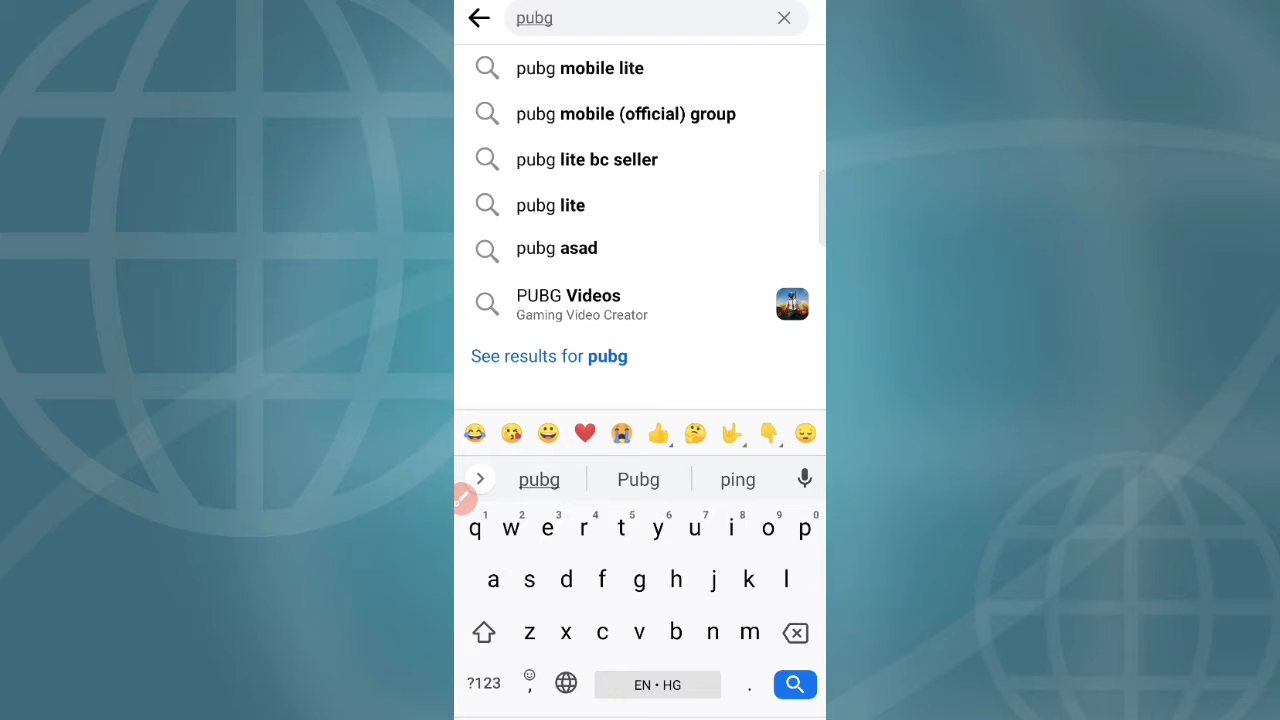 pubg
pubg mobile lite
pubg mobile (official) group
pubg lite bc seller
pubg lite
pubg asad
PUBG Videos
Gaming Video Creator
See results for pubg
pubg Pubg ping
1 2 3 4 5 6 7 8 9 0
q w e r t y u i o p
a s d f g h j k l
z x c v b n m
?123 , EN • HG .